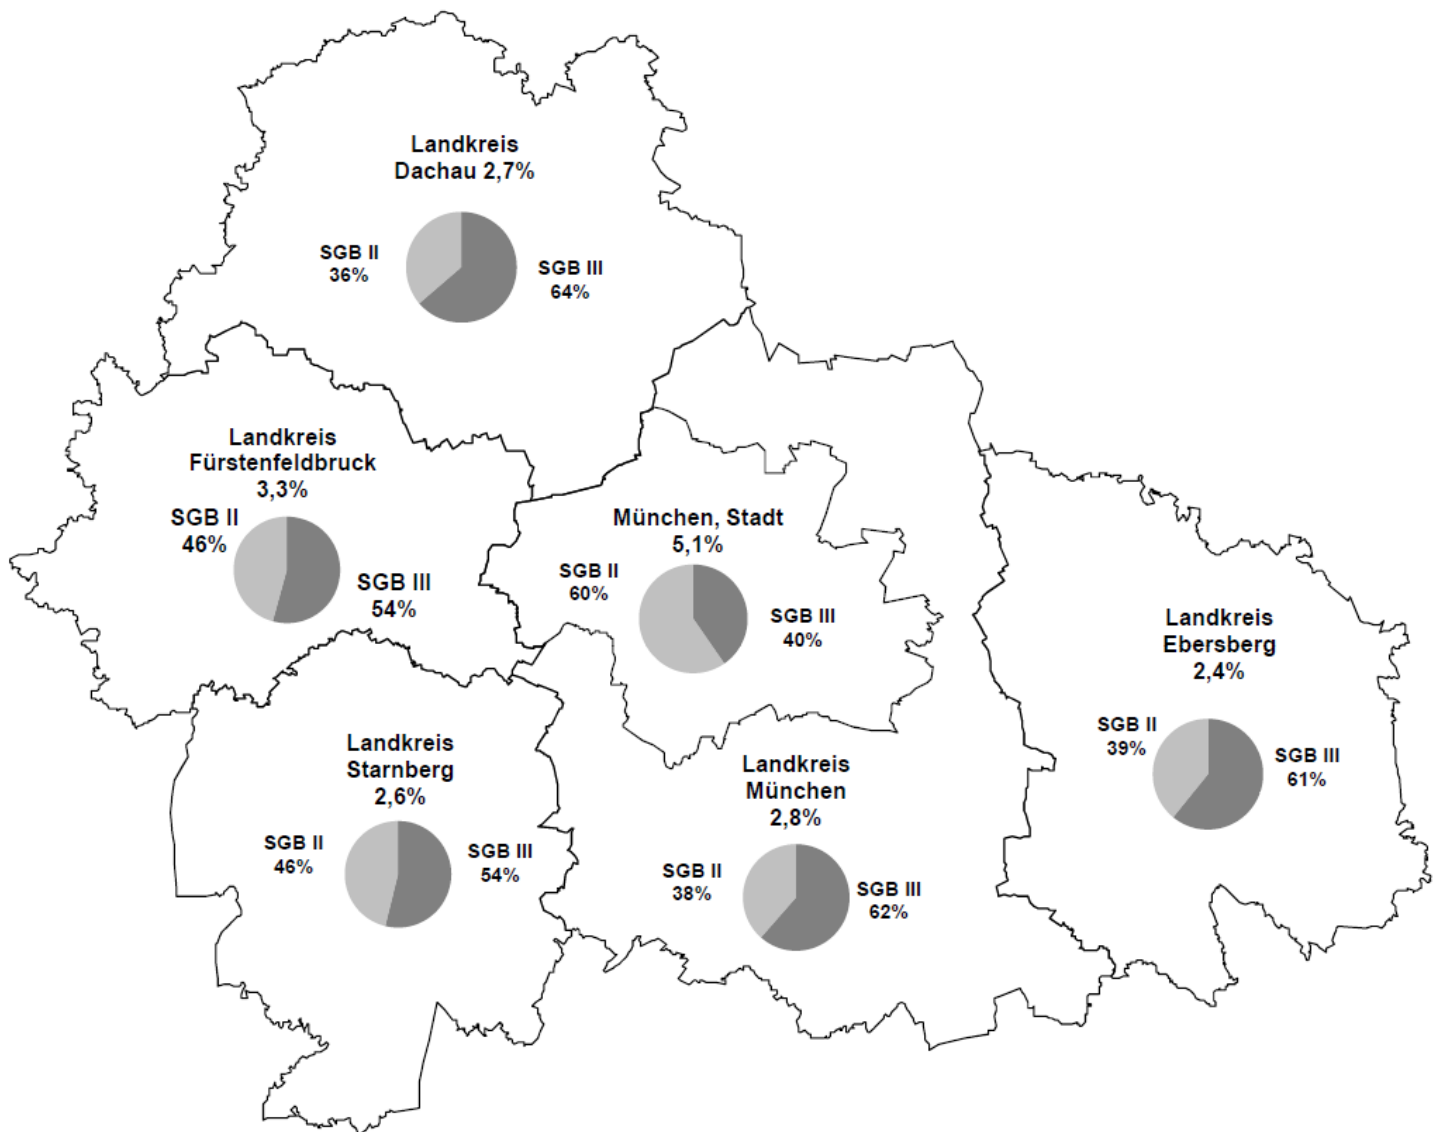 Landkreis
Dachau 2,7%
SGB II
36%
SGB III
64%
Landkreis
Fürstenfeldbruck
3,3%
SGB II
46%
SGB III
54%
München, Stadt
5,1%
SGB II
60%
SGB III
40%
Landkreis
Ebersberg
2,4%
SGB II
39%
SGB III
61%
Landkreis
Starnberg
2,6%
SGB II
46%
SGB III
54%
Landkreis
München
2,8%
SGB II
38%
SGB III
62%